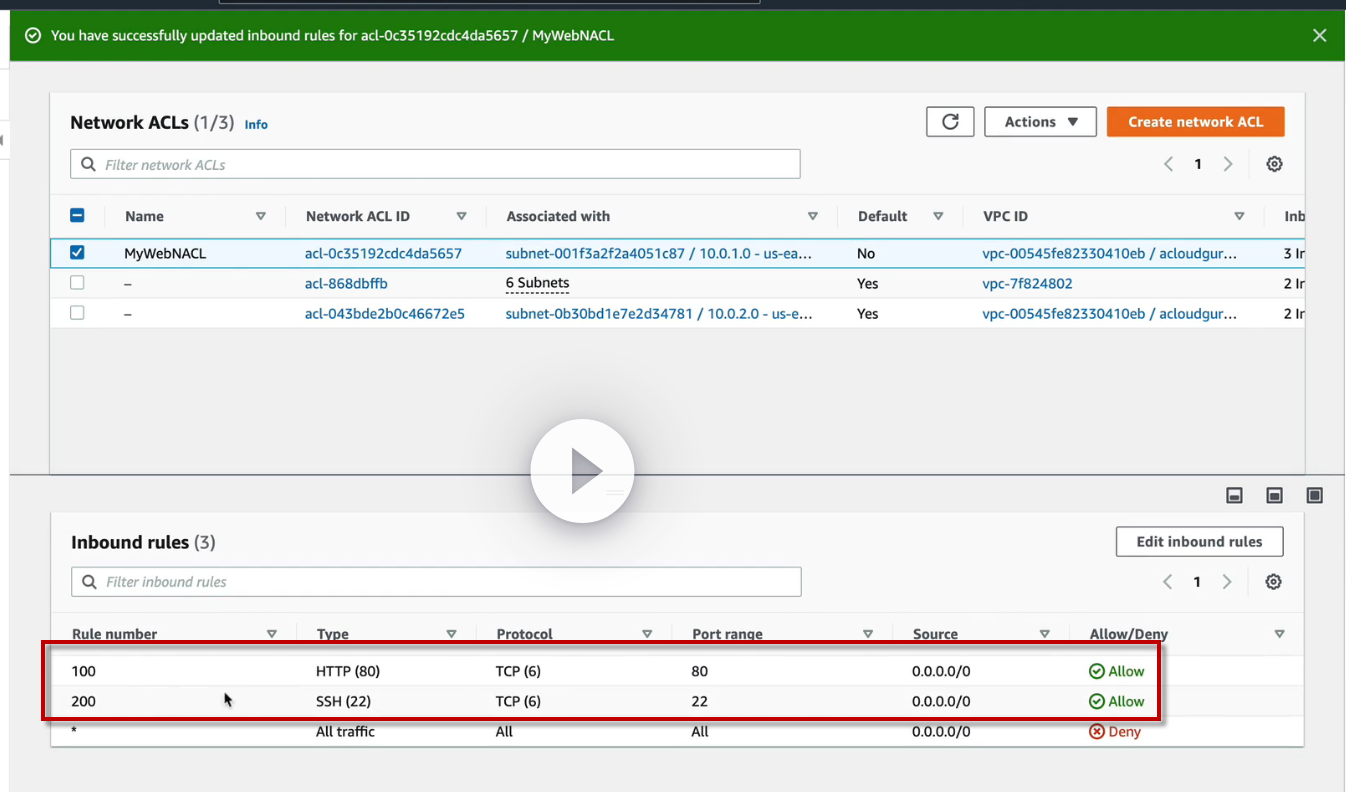 You have successfully updated inbound rules for acl-0c35192cdc4da5657 / MyWebNACL
Network ACLs (1/3) Info
Actions
Create network ACL
Filter network ACLs
1
Name Network ACL ID Associated with Default VPC ID Inb
MyWebNACL acl-0c35192cdc4da5657 subnet-001f3a2f2a4051c87 / 10.0.1.0 - us-ea... No vpc-00545fe82330410eb / acloudgur... 3 Ir
– acl-868dbffb 6 Subnets Yes vpc-7f824802 2 Ir
– acl-043bde2b0c46672e5 subnet-0b30bd1e7e2d34781 / 10.0.2.0 - us-e... Yes vpc-00545fe82330410eb / acloudgur... 2 Ir
Inbound rules (3)
Edit inbound rules
Filter inbound rules
1
Rule number Type Protocol Port range Source Allow/Deny
100 HTTP (80) TCP (6) 80 0.0.0.0/0 Allow
200 SSH (22) TCP (6) 22 0.0.0.0/0 Allow
* All traffic All All 0.0.0.0/0 Deny